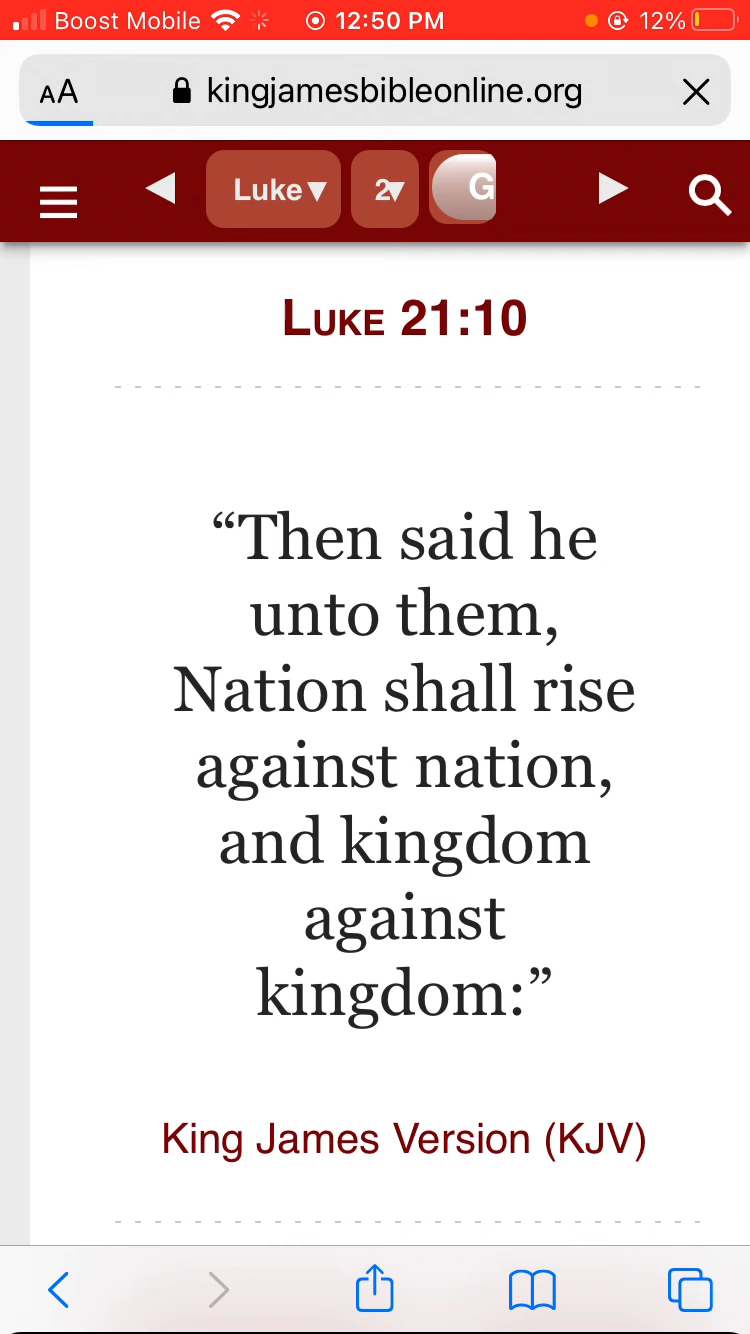 Boost Mobile 12:50 PM 12%
AA kingjamesbibleonline.org
Luke ▼ 2▼ G
LUKE 21:10
“Then said he
unto them,
Nation shall rise
against nation,
and kingdom
against
kingdom:”
King James Version (KJV)